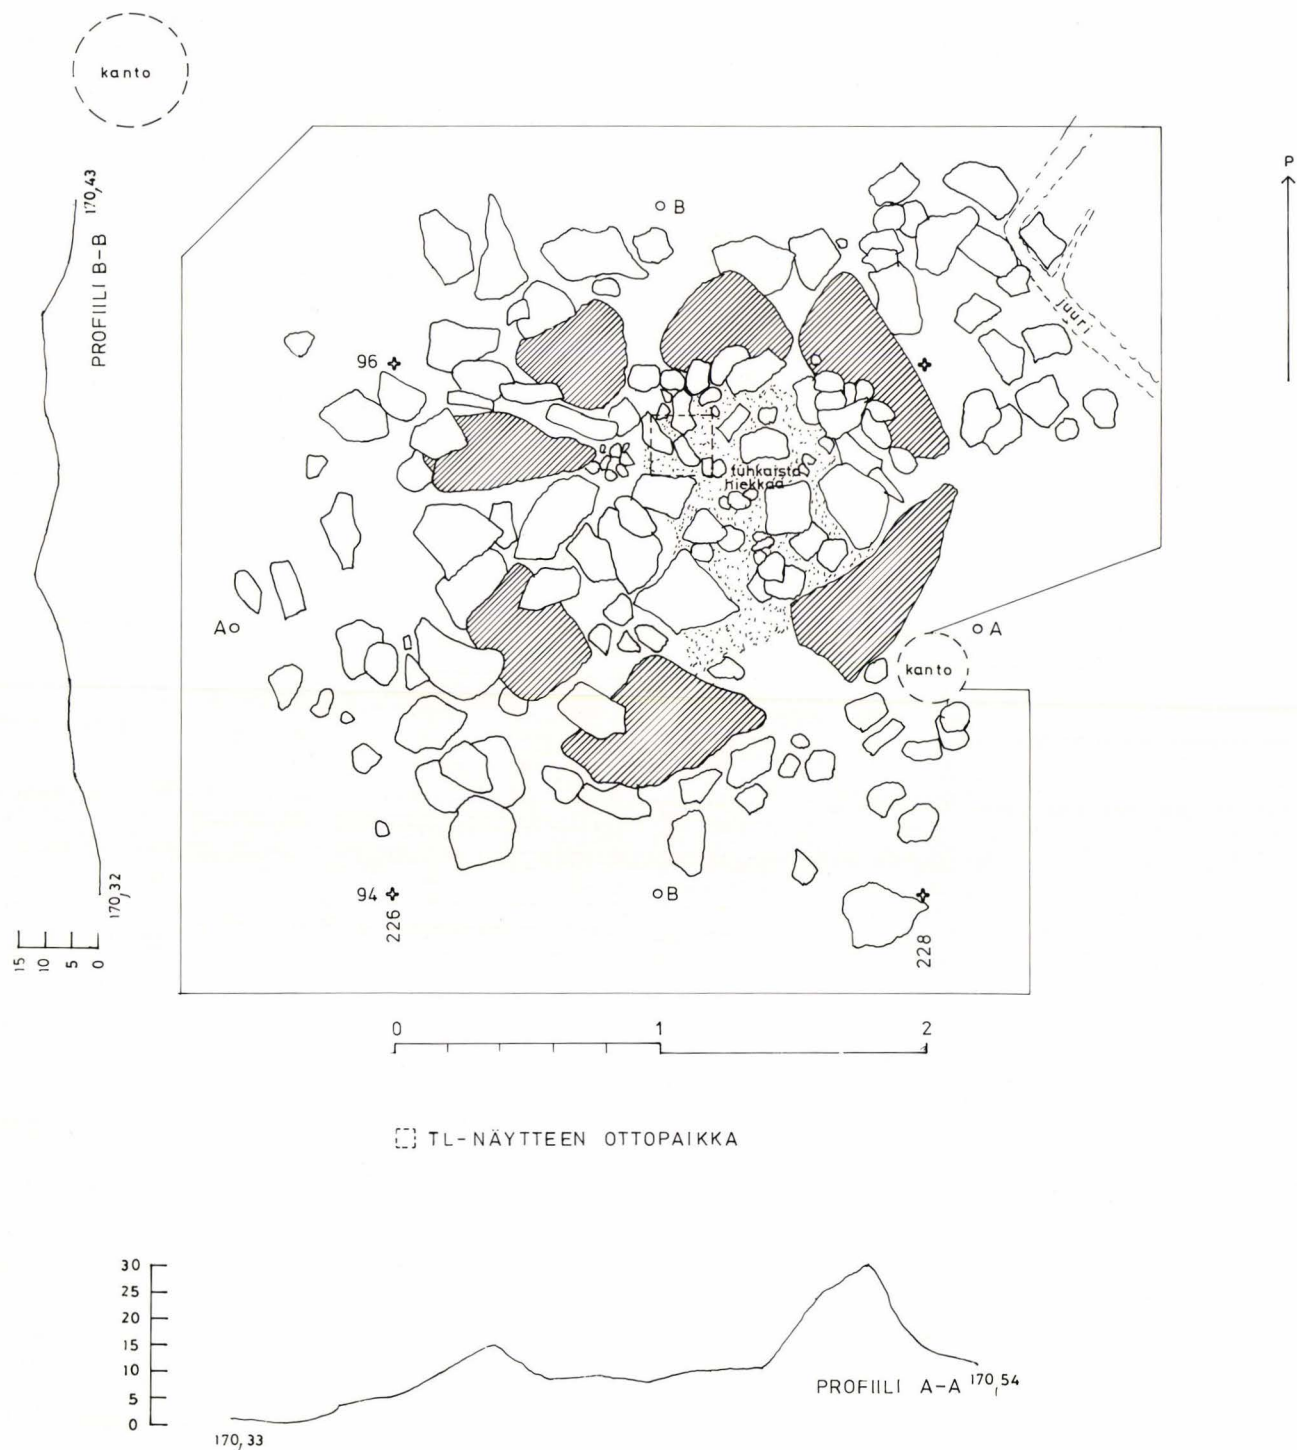 kanto
P
170,43
PROFIILI B-B
B
juuri
96
tuhkaista
hiekkaa
A
A
kanto
170,32
94
226
B
228
15 10 5 0
0 1 2
TL-NÄYTTEEN OTTOPAIKKA
30
25
20
15
10
5
0
PROFIILI A-A 170,54
170,33